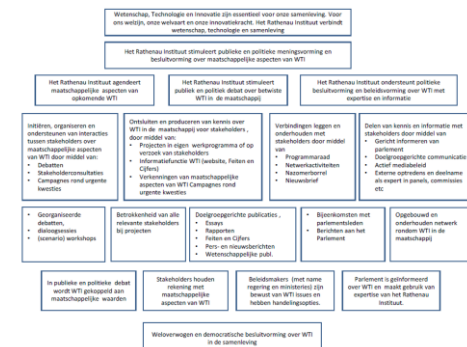 Wetenschap, Technologie en Innovatie zijn essentieel voor onze samenleving. Voor
ons welzijn, onze welvaart en onze innovatiekracht. Het Rathenau Instituut verbindt
wetenschap, technologie en samenleving
Het Rathenau Instituut stimuleert publieke en politieke meningsvorming en
besluitvorming over maatschappelijke aspecten van WTI
Het Rathenau Instituut agendeert
maatschappelijke aspecten van
opkomende WTI
Het Rathenau Instituut stimuleert
publiek en politiek debat over betwiste
WTI in de maatschappij
Het Rathenau Instituut ondersteunt politieke
besluitvorming en beleidsvorming over WTI met
expertise en informatie
Initiëren, organiseren en
ondersteunen van interacties
tussen stakeholders over
maatschappelijke aspecten
van WTI door middel van:
• Debatten
• Stakeholderconsultaties
• Campagnes rond urgente
kwesties
Ontsluiten en produceren van kennis over
WTI in de maatschappij voor stakeholders ,
door middel van:
• Projecten in eigen werkprogramma of op
verzoek van stakeholders
• Informatiefunctie WTI (website, Feiten en
Cijfers)
• Verkenningen van maatschappelijke
aspecten van WTI Campagnes rond
urgente kwesties
Verbindingen leggen en
onderhouden met
stakeholders door middel
van
• Programmaraad
• Netwerkactiviteiten
• Nazomerborrel
• Nieuwsbrief
Delen van kennis en informatie met
stakeholders door middel van
• Gericht informeren van
parlement
• Doelgroepgerichte communicatie
• Actief mediabeleid
• Externe optredens en deelname
als expert in panels, commissies
etc
• Georganiseerde
debatten,
• dialoogsessies
• (scenario) workshops
Betrokkenheid van alle
relevante stakeholders
bij projecten
Doelgroepgerichte publicaties ,
• Essays
• Rapporten
• Feiten en Cijfers
• Pers- en nieuwsberichten
• Wetenschappelijke publ.
• Bijeenkomsten met
parlementsleden
• Berichten aan het
Parlement
Opgebouwd en
onderhouden netwerk
rondom WTI in de
maatschappij
In publieke en politieke debat
wordt WTI gekoppeld aan
maatschappelijke waarden
Stakeholders houden
rekening met
maatschappelijke
aspecten van WTI
Beleidsmakers (met name
regering en ministeries) zijn
bewust van WTI issues en
hebben handelingsopties.
Parlement is geïnformeerd
over WTI en maakt gebruik van
expertise van het Rathenau
Instituut.
Weloverwogen en democratische besluitvorming over WTI
in de samenleving